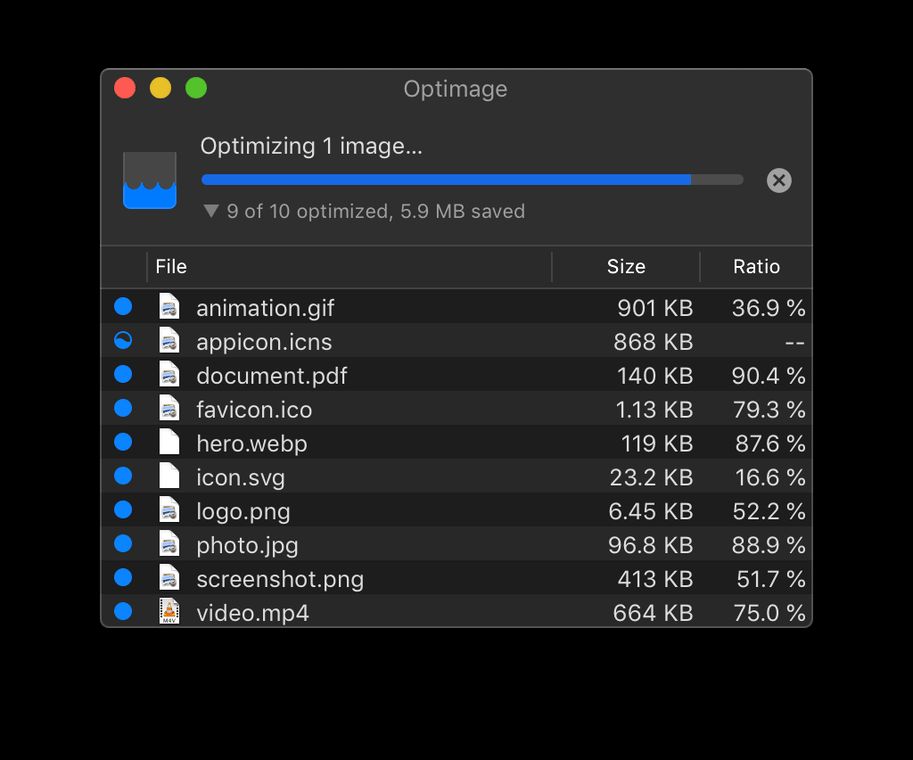 Optimage
Optimizing 1 image...
▼ 9 of 10 optimized, 5.9 MB saved
File Size Ratio
animation.gif 901 KB 36.9 %
appicon.icns 868 KB --
document.pdf 140 KB 90.4 %
favicon.ico 1.13 KB 79.3 %
hero.webp 119 KB 87.6 %
icon.svg 23.2 KB 16.6 %
logo.png 6.45 KB 52.2 %
photo.jpg 96.8 KB 88.9 %
screenshot.png 413 KB 51.7 %
M4V video.mp4 664 KB 75.0 %